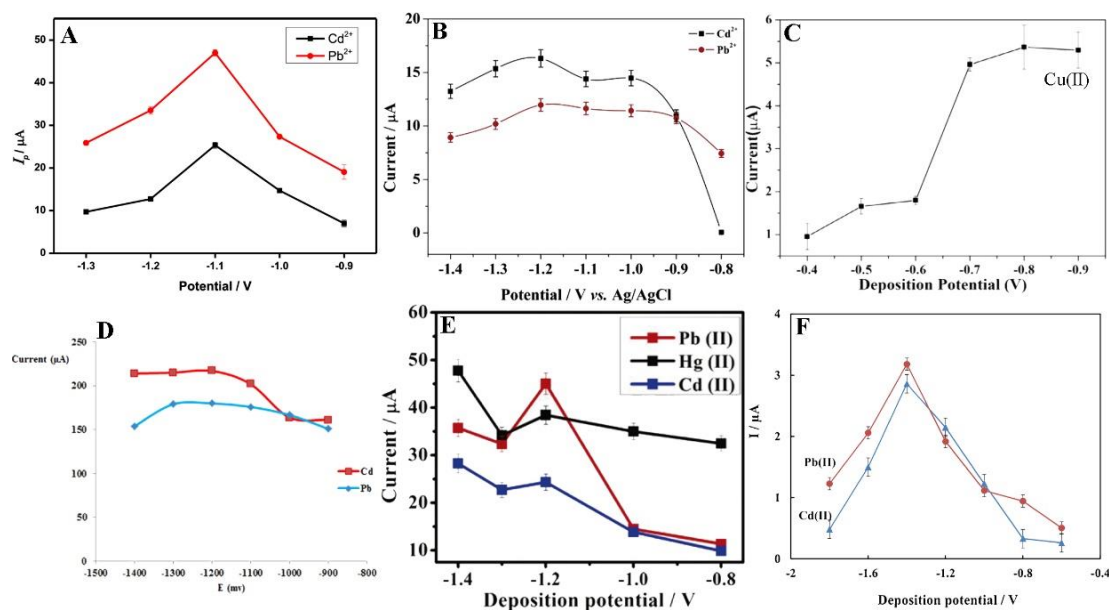 A
Cd2+
Pb2+
Ip / μA
50
40
30
20
10
0
-1.3
-1.2
-1.1
-1.0
-0.9
Potential / V
B
Cd2+
Pb2+
Current / μA
20
15
10
5
0
-1.4
-1.3
-1.2
-1.1
-1.0
-0.9
-0.8
Potential / V vs. Ag/AgCl
C
Cu(II)
Current(μA)
6
5
4
3
2
1
-0.4
-0.5
-0.6
-0.7
-0.8
-0.9
Deposition Potential (V)
D
Current (μA)
250
200
150
100
50
0
Cd
Pb
-1500
-1400
-1300
-1200
-1100
-1000
-900
-800
E (mv)
E
Pb (II)
Hg (II)
Cd (II)
Current / μA
60
50
40
30
20
10
-1.4
-1.2
-1.0
-0.8
Deposition potential / V
F
I / μA
4
3
2
1
0
Pb(II)
Cd(II)
-2
-1.6
-1.2
-0.8
-0.4
Deposition potential / V